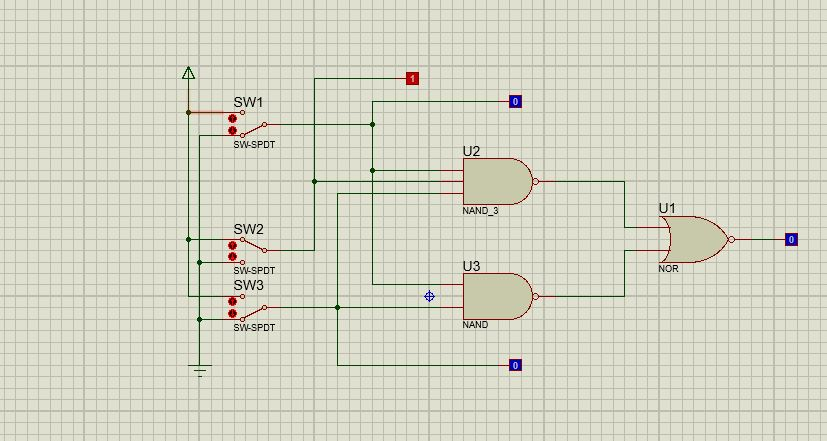 1
SW1
0
SW-SPDT
U2
NAND_3
U1
SW2
0
SW-SPDT
U3
NOR
SW3
SW-SPDT
NAND
0